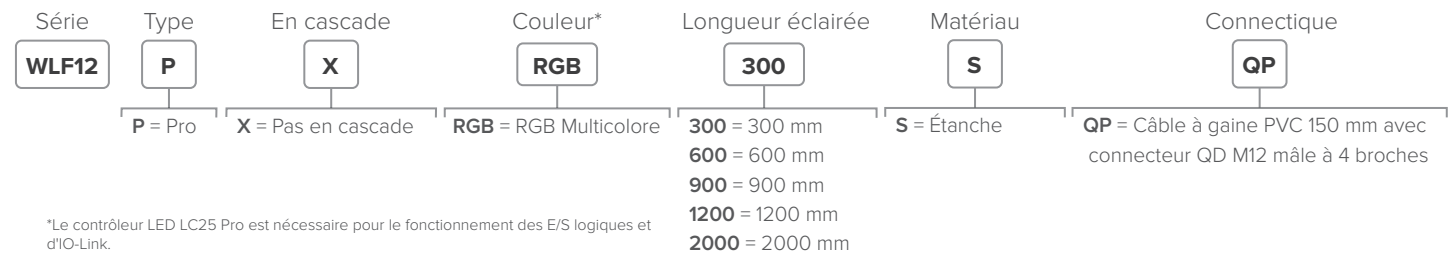 Série Type En cascade Couleur* Longueur éclairée Matériau Connectique
WLF12 P X RGB 300 S QP
P = Pro X = Pas en cascade RGB = RGB Multicolore 300 = 300 mm S = Étanche QP = Câble à gaine PVC 150 mm avec
600 = 600 mm connecteur QD M12 mâle à 4 broches
900 = 900 mm
1200 = 1200 mm
2000 = 2000 mm
*Le contrôleur LED LC25 Pro est nécessaire pour le fonctionnement des E/S logiques et
d'IO-Link.